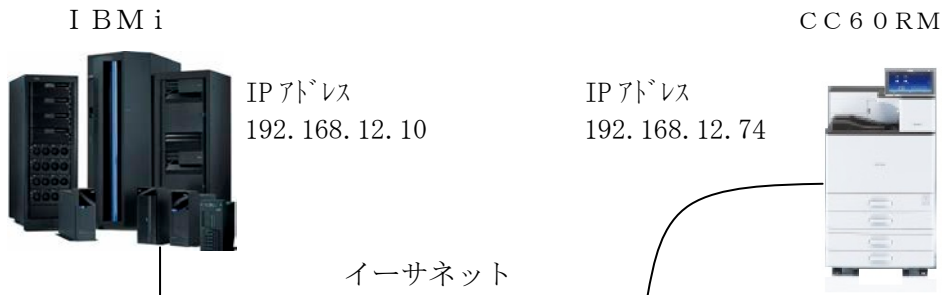 ＩＢＭｉ
ＣＣ６０ＲＭ
IP ｱﾄﾞﾚｽ
192.168.12.10
IP ｱﾄﾞﾚｽ
192.168.12.74
イーサネット